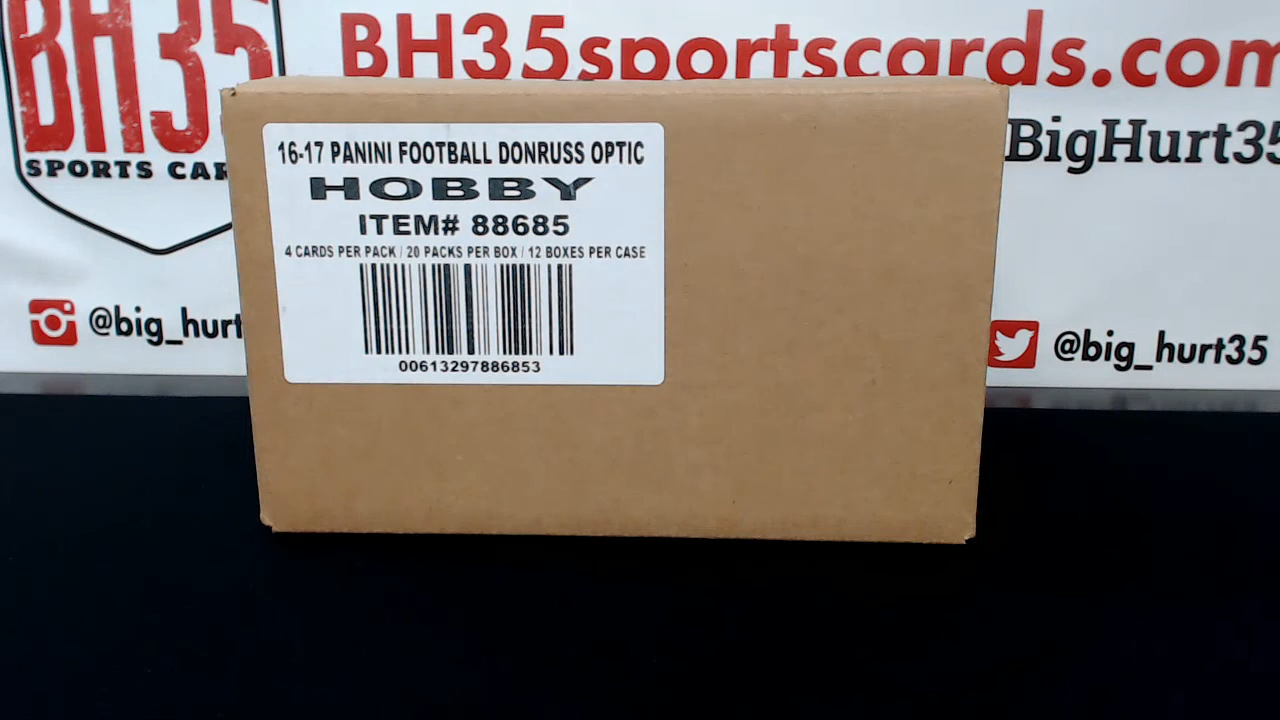 BH35
SPORTS CAR
BH35sportscards.com
BigHurt35
@big_hurt
@big_hurt35
16-17 PANINI FOOTBALL DONRUSS OPTIC
HOBBY
ITEM# 88685
4 CARDS PER PACK / 20 PACKS PER BOX / 12 BOXES PER CASE
00613297886853